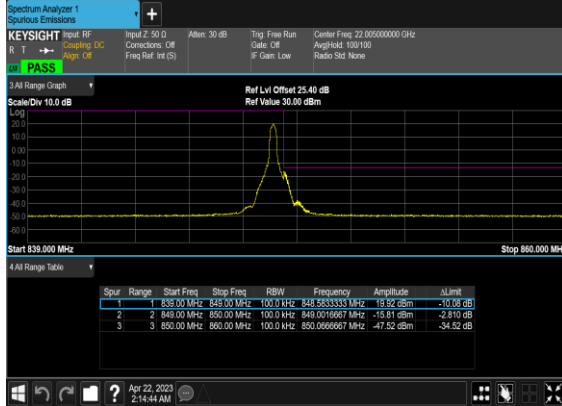 Spectrum Analyzer 1
Spurious Emissions
+
KEYSIGHT Input: RF Input Z: 50 Ω Atten: 30 dB Trig: Free Run Center Freq: 22.005000000 GHz
R T Coupling: DC Corrections: Off Gate: Off Avg|Hold: 100/100
Align: Off Freq Ref: Int (S) IF Gain: Low Radio Std: None
PASS
3 All Range Graph
Ref Lvl Offset 25.40 dB
Scale/Div 10.0 dB Ref Value 30.00 dBm
Log
20.0
10.0
0.00
-10.0
-20.0
-30.0
-40.0
-50.0
-60.0
Start 839.000 MHz Stop 860.000 MH
4 All Range Table
Spur Range Start Freq Stop Freq RBW Frequency Amplitude ΔLimit
1 1 839.00 MHz 849.00 MHz 100.0 kHz 848.5833333 MHz 19.92 dBm -10.08 dB
2 2 849.00 MHz 850.00 MHz 100.0 kHz 849.0016667 MHz -15.81 dBm -2.810 dB
3 3 850.00 MHz 860.00 MHz 100.0 kHz 850.0666667 MHz -47.52 dBm -34.52 dB
? Apr 22, 2023
2:14:44 AM